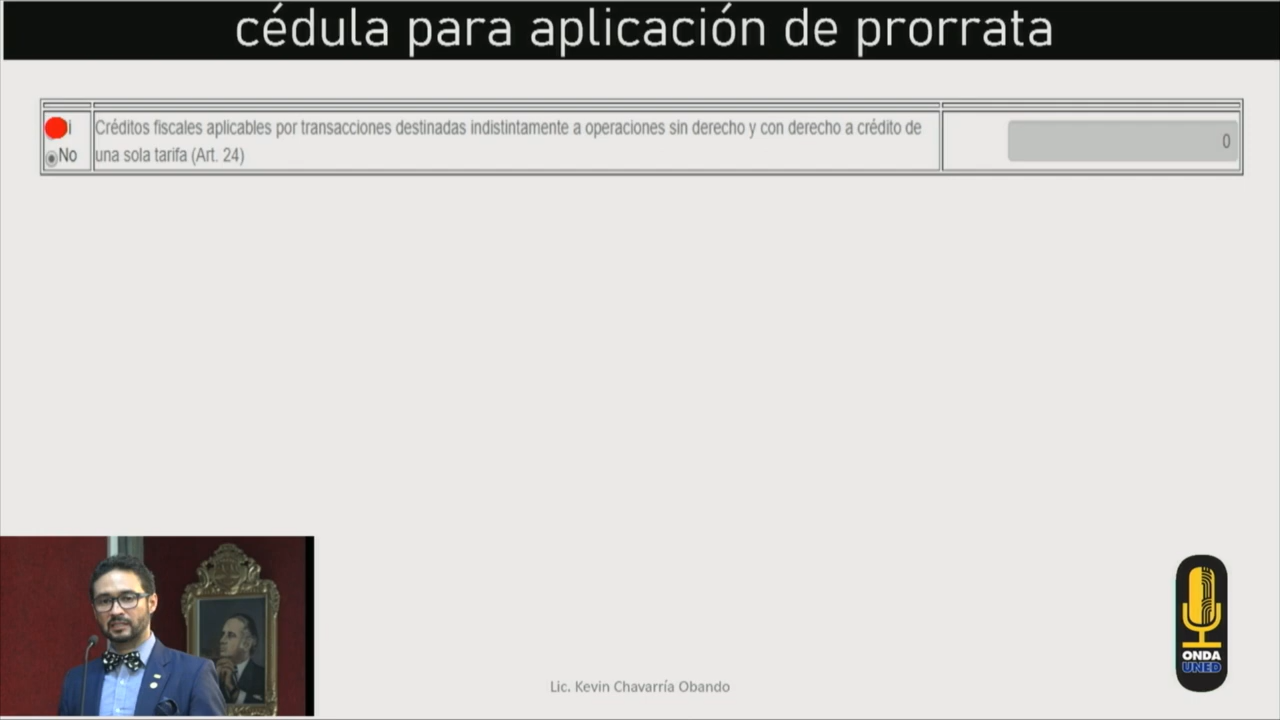 cédula para aplicación de prorrata
i
Créditos fiscales aplicables por transacciones destinadas indistintamente a operaciones sin derecho y con derecho a crédito de
0
No
una sola tarifa (Art. 24)
ONDA
UNED
Lic. Kevin Chavarría Obando